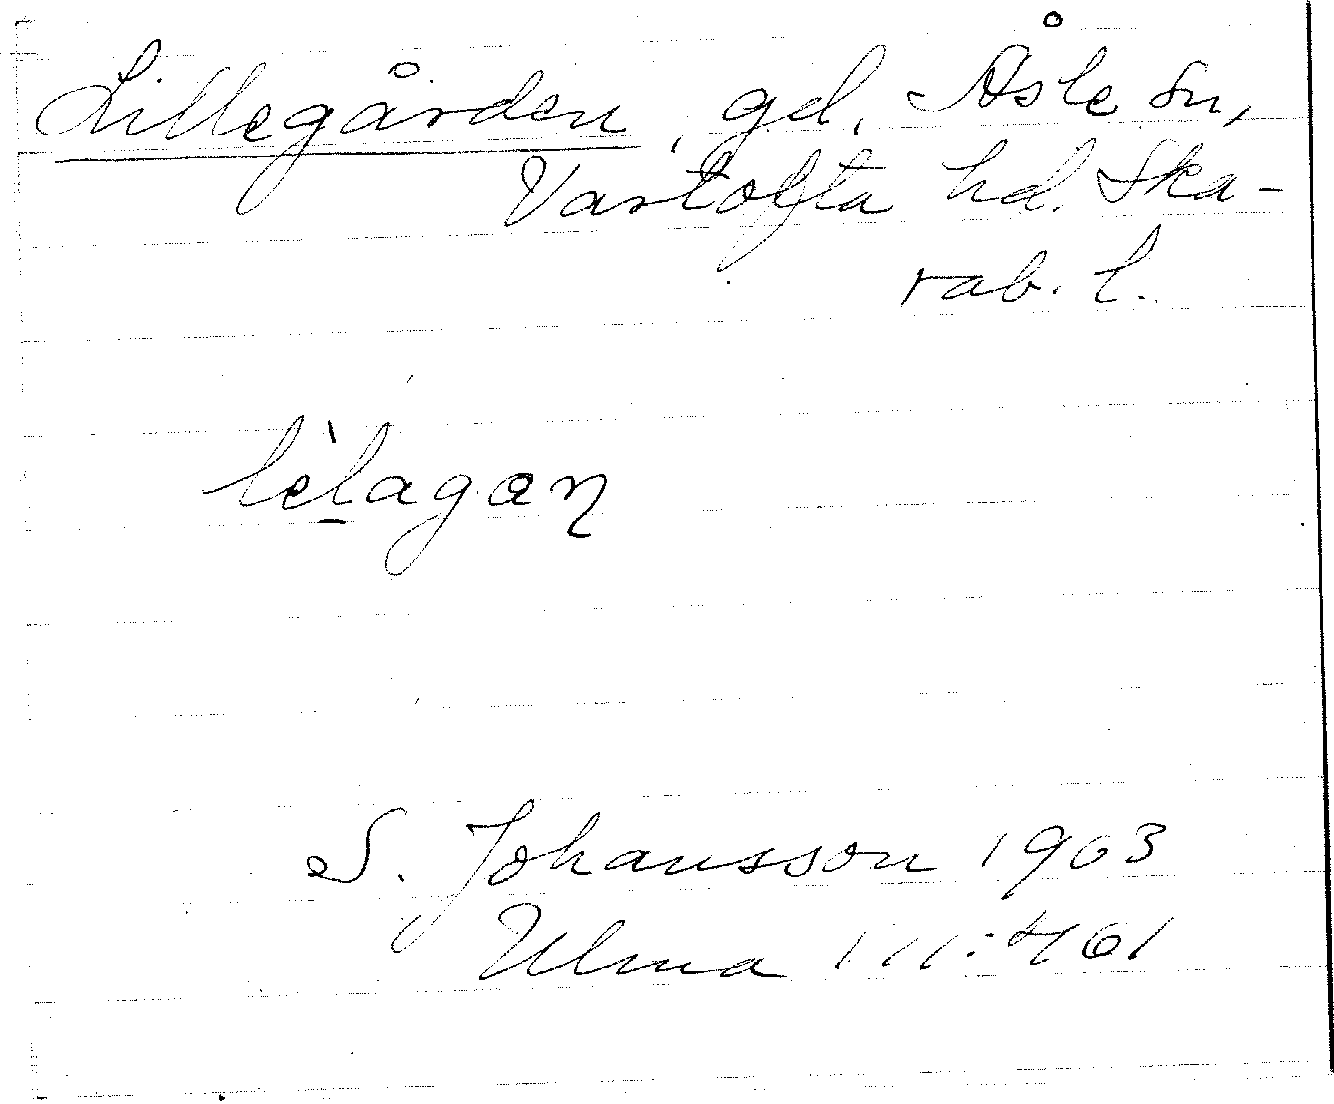 Lillegården, gd, Åsle sn,
Vartofta hd. Ska-
rab. l.
lèlagan
S. Johansson 1903
Ulma 111:461